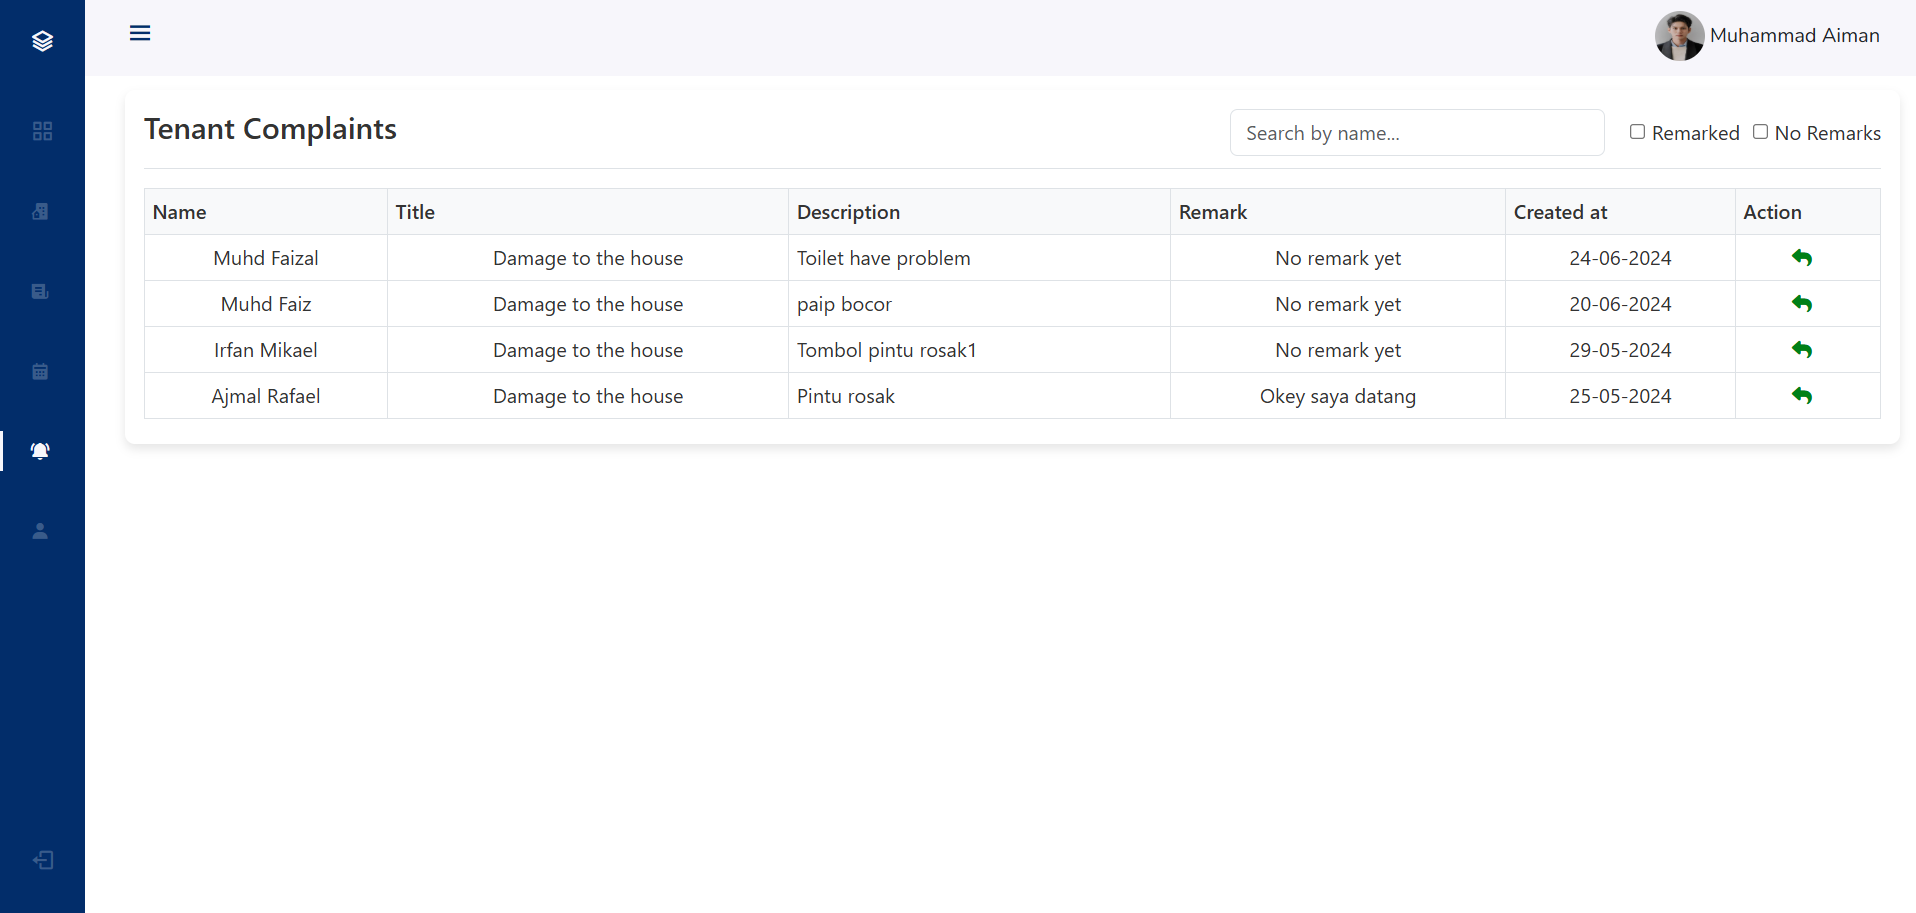 Muhammad Aiman
Tenant Complaints
Search by name...
Remarked
No Remarks
Name Title Description Remark Created at Action
Muhd Faizal Damage to the house Toilet have problem No remark yet 24-06-2024
Muhd Faiz Damage to the house paip bocor No remark yet 20-06-2024
Irfan Mikael Damage to the house Tombol pintu rosak1 No remark yet 29-05-2024
Ajmal Rafael Damage to the house Pintu rosak Okey saya datang 25-05-2024